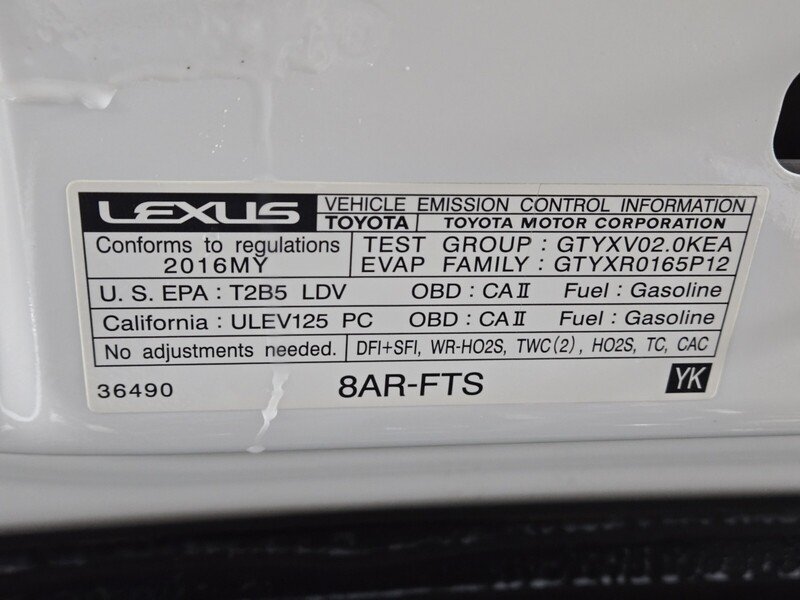 LEXUS VEHICLE EMISSION CONTROL INFORMATION
TOYOTA TOYOTA MOTOR CORPORATION
Conforms to regulations TEST GROUP : GTYXV02.0KEA
2016MY EVAP FAMILY : GTYXR0165P12
U. S. EPA : T2B5 LDV OBD : CAⅡ Fuel : Gasoline
California : ULEV125 PC OBD : CAⅡ Fuel : Gasoline
No adjustments needed. DFI+SFI, WR-HO2S, TWC(2), HO2S, TC, CAC
36490 8AR-FTS YK